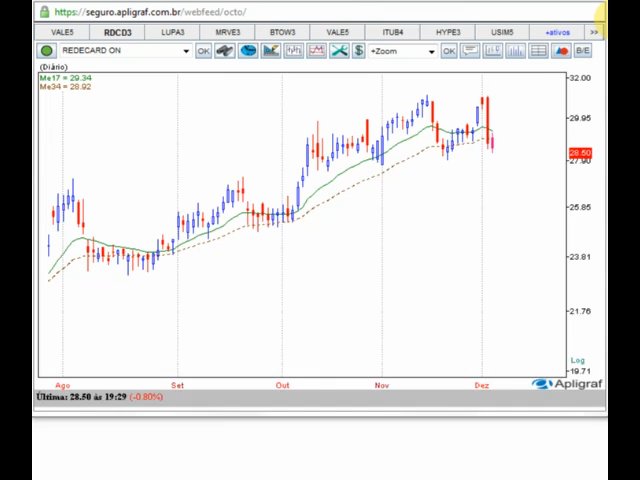 https://seguro.apligraf.com.br/webfeed/octo/
VALE5 RDCD3 LUPA3 MRVE3 BTOW3 VALE5 ITUB4 HYPE3 USIM5 +ativos >>
REDECARD ON OK $ +Zoom OK B/E
(Diário)
Me17 = 29.34
Me34 = 28.92
32.00
29.95
28.50
27.90
25.85
23.81
21.76
Log
19.71
Ago Set Out Nov Dez
Apligraf
Última: 28.50 às 19:29 (-0.80%)